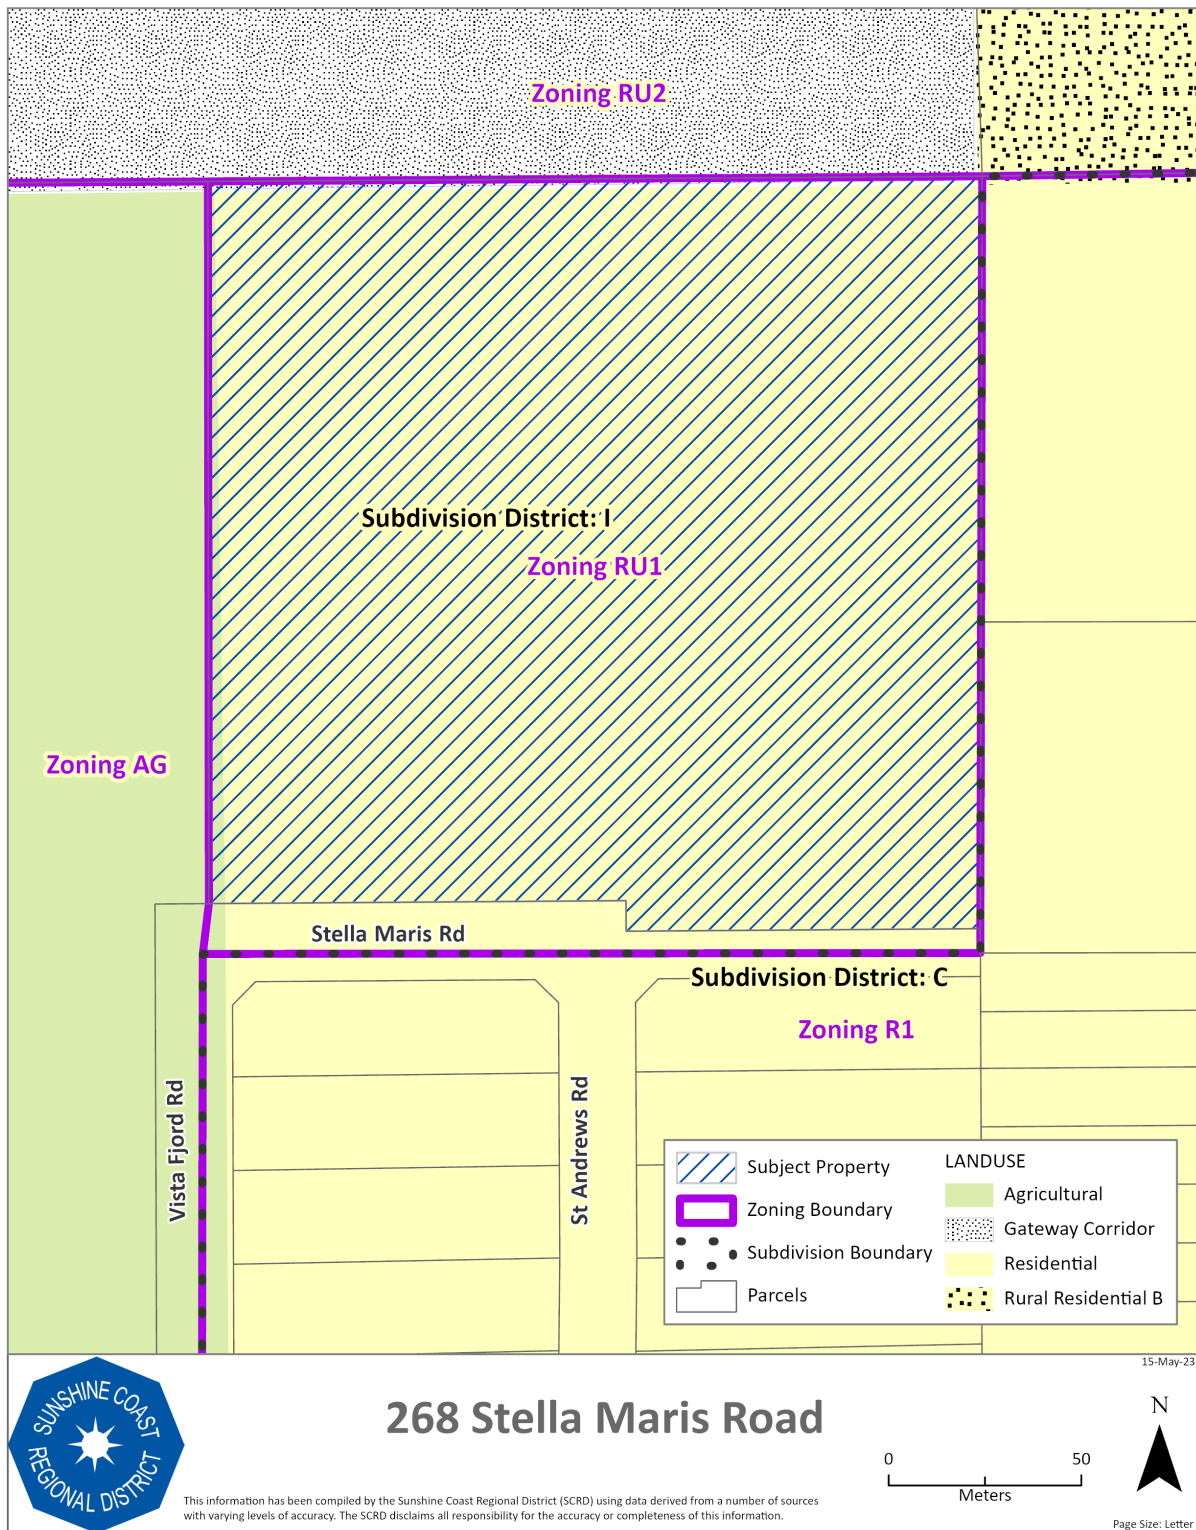 Zoning RU2
Subdivision District: I
Zoning RU1
Zoning AG
Stella Maris Rd
Subdivision District: C
Zoning R1
Vista Fjord Rd
St Andrews Rd
Subject Property
Zoning Boundary
Subdivision Boundary
Parcels
LANDUSE
Agricultural
Gateway Corridor
Residential
Rural Residential B
15-May-23
SUNSHINE COAST
REGIONAL DISTRICT
268 Stella Maris Road
N
0 50
Meters
This information has been compiled by the Sunshine Coast Regional District (SCRD) using data derived from a number of sources
with varying levels of accuracy. The SCRD disclaims all responsibility for the accuracy or completeness of this information.
Page Size: Letter